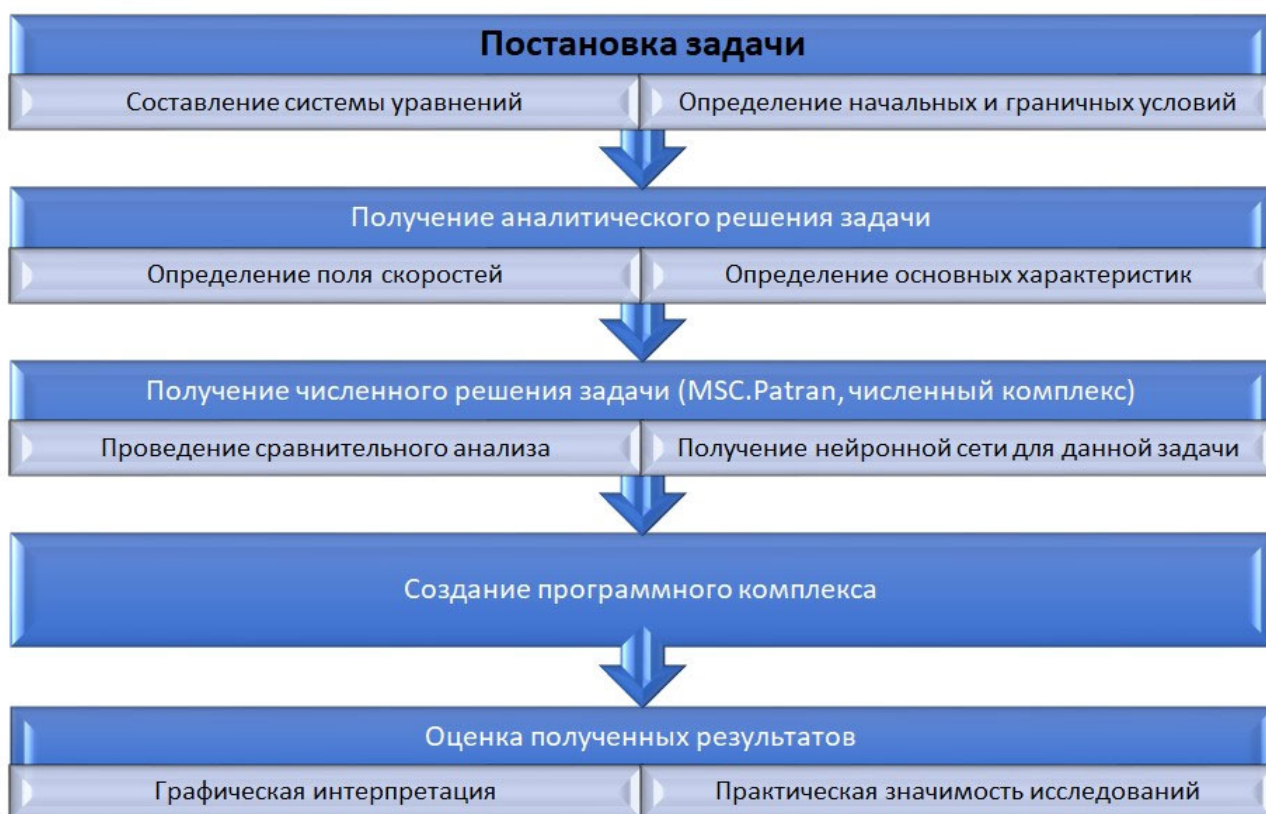 Постановка задачи
Составление системы уравнений
Определение начальных и граничных условий
Получение аналитического решения задачи
Определение поля скоростей
Определение основных характеристик
Получение численного решения задачи (MSC.Patran, численный комплекс)
Проведение сравнительного анализа
Получение нейронной сети для данной задачи
Создание программного комплекса
Оценка полученных результатов
Графическая интерпретация
Практическая значимость исследований